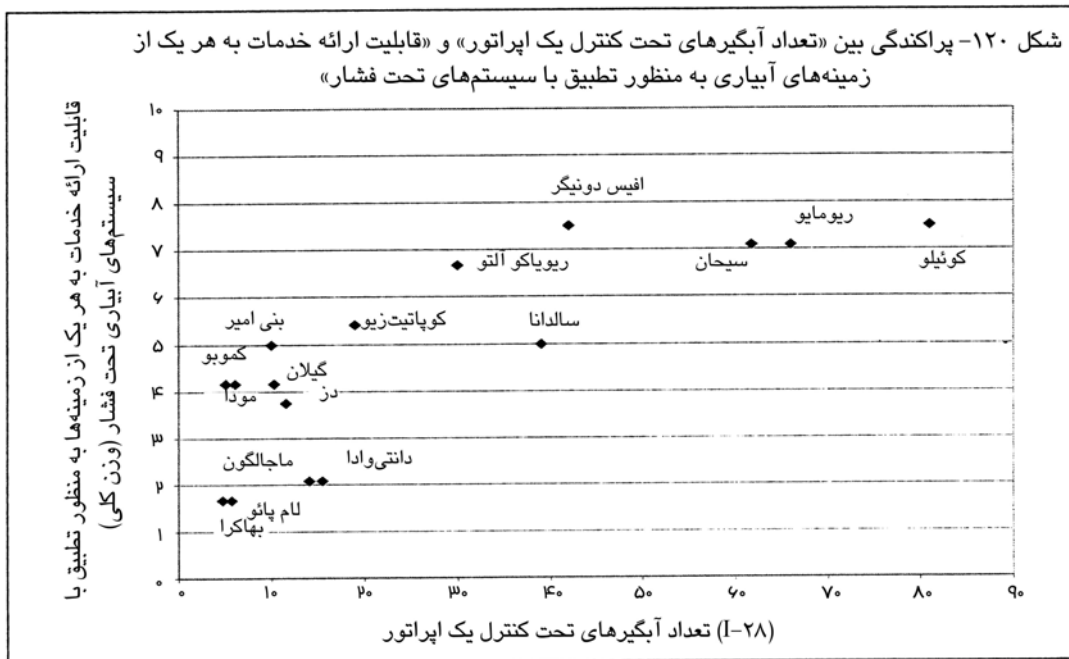 شکل ۱۲۰- پراکندگی بین «تعداد آبگیرهای تحت کنترل یک اپراتور» و «قابلیت ارائه خدمات به هر یک از
زمینه‌های آبیاری به منظور تطبیق با سیستم‌های تحت فشار»
قابلیت ارائه خدمات به هر یک از زمینه‌ها به منظور تطبیق با
سیستم‌های آبیاری تحت فشار (وزن کلی)
۱۰
۹
۸
۷
۶
۵
۴
۳
۲
۱
۰
افیس دونیگر
ریومایو
کوئیلو
سیحان
ریویاکو آلتو
سالدانا
کوپاتیت‌زیو
بنی امیر
کموبو
گیلان
مودا
دز
دانتی‌وادا
ماجالگون
لام پائو
بهاکرا
۰ ۱۰ ۲۰ ۳۰ ۴۰ ۵۰ ۶۰ ۷۰ ۸۰ ۹۰
(I-۲۸) تعداد آبگیرهای تحت کنترل یک اپراتور